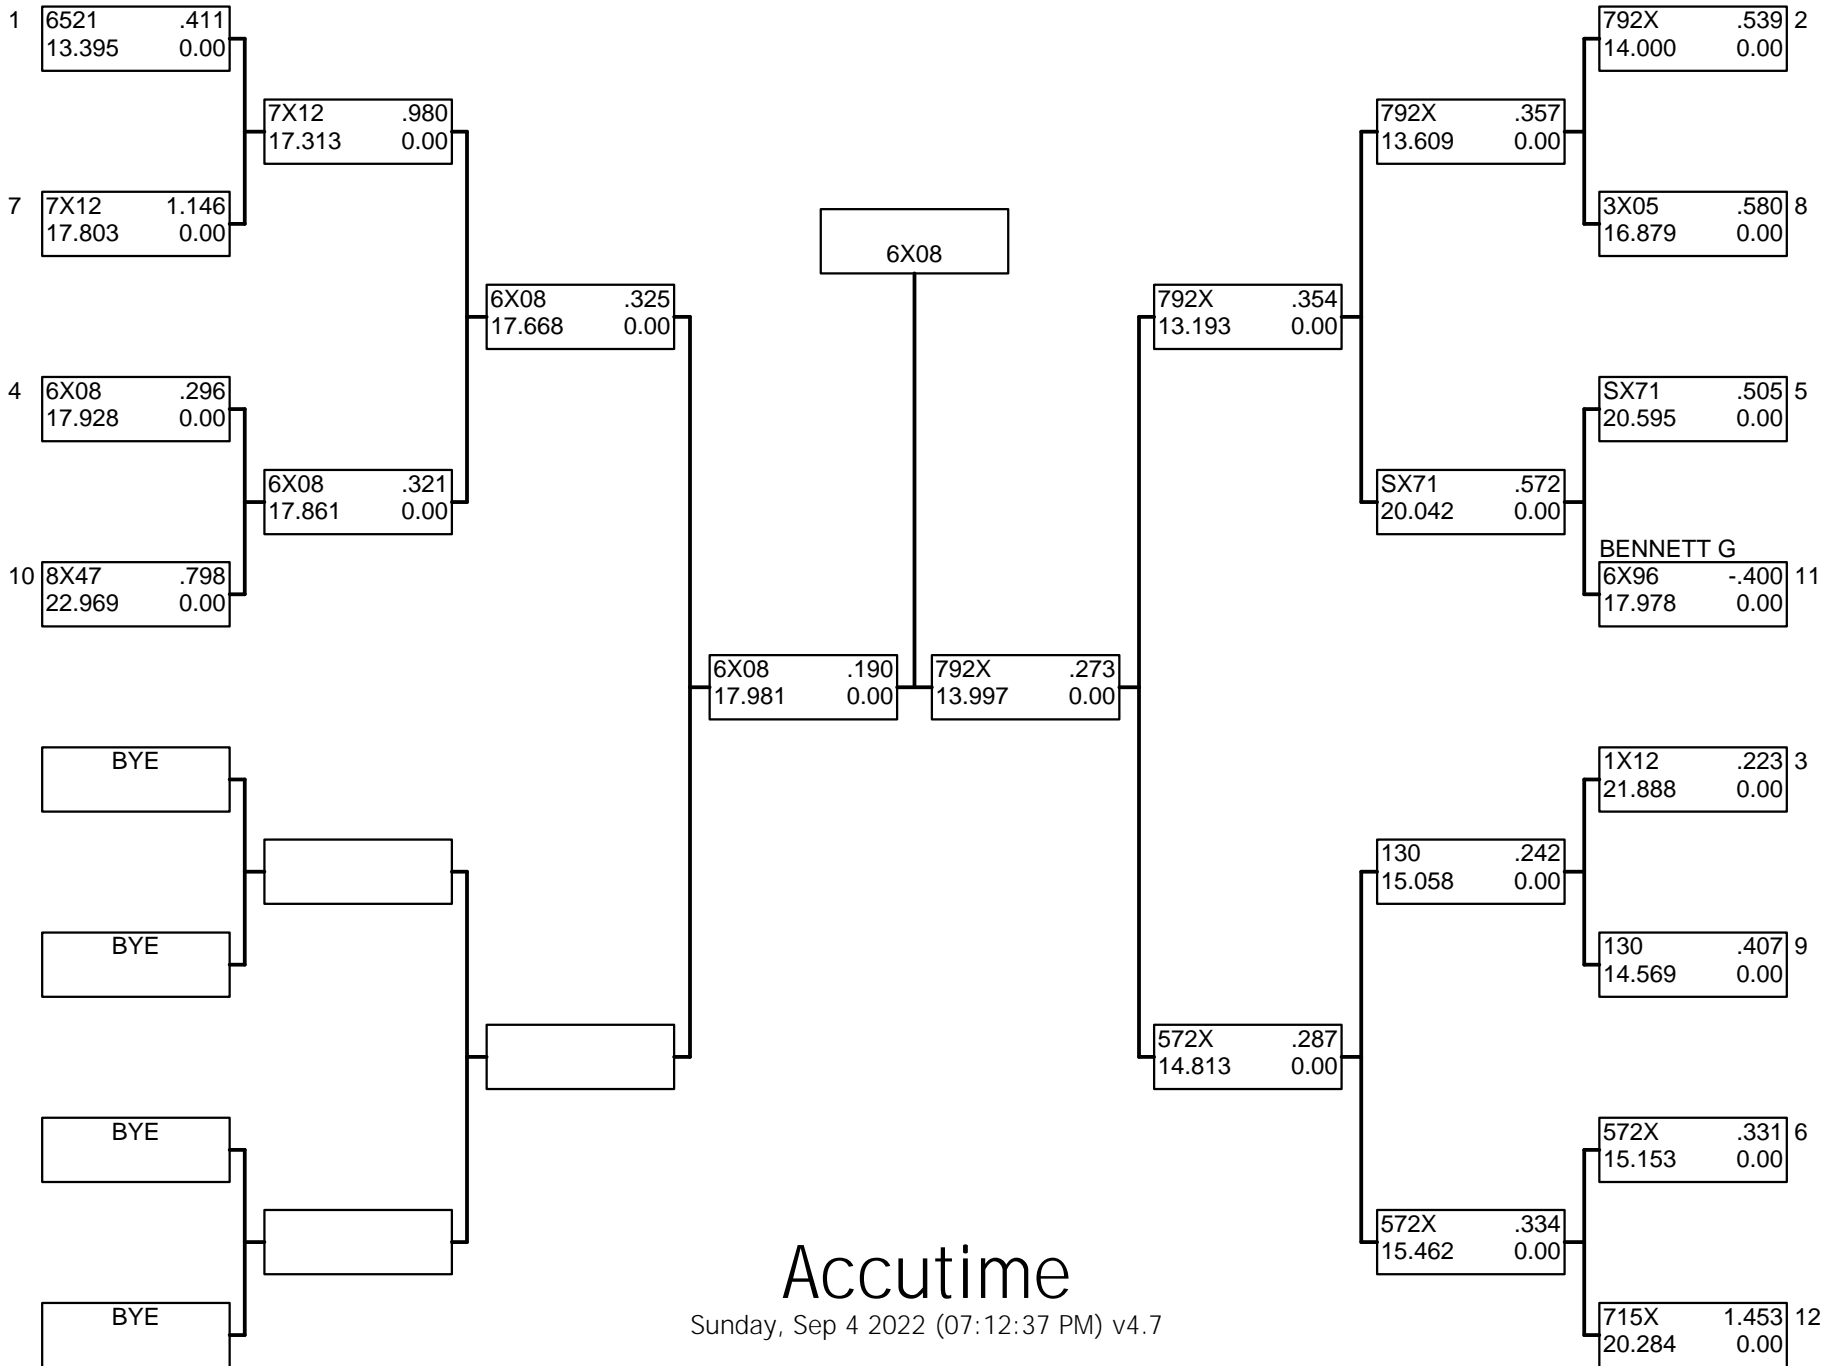 1 6521 .411
13.395 0.00
7X12 .980
17.313 0.00
7 7X12 1.146
17.803 0.00
6X08 .325
17.668 0.00
4 6X08 .296
17.928 0.00
6X08 .321
17.861 0.00
10 8X47 .798
22.969 0.00
6X08 .190
17.981 0.00
BYE
BYE
BYE
BYE
6X08
792X .273
13.997 0.00
792X .354
13.193 0.00
572X .287
14.813 0.00
792X .357
13.609 0.00
SX71 .572
20.042 0.00
130 .242
15.058 0.00
572X .334
15.462 0.00
792X .539 2
14.000 0.00
3X05 .580 8
16.879 0.00
SX71 .505 5
20.595 0.00
BENNETT G
6X96 -.400 11
17.978 0.00
1X12 .223 3
21.888 0.00
130 .407 9
14.569 0.00
572X .331 6
15.153 0.00
715X 1.453 12
20.284 0.00
Accutime
Sunday, Sep 4 2022 (07:12:37 PM) v4.7